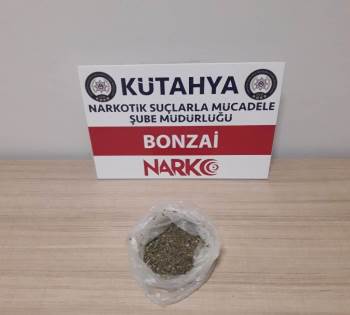 KÜTAHYA
NARKOTİK SUÇLARLA MÜCADELE
ŞUBE MÜDÜRLÜĞÜ
BONZAİ
NARKO